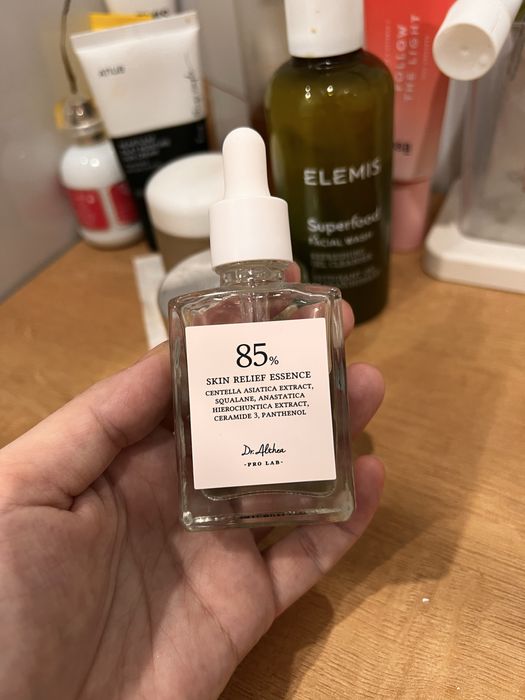 ELEMIS
Superfood
FACIAL WASH
FOLLOW
THE LIGHT
85%
SKIN RELIEF ESSENCE
CENTELLA ASIATICA EXTRACT,
SQUALANE, ANASTATICA
HIEROCHUNTICA EXTRACT,
CERAMIDE 3, PANTHENOL
Dr. Althea
·PRO LAB·